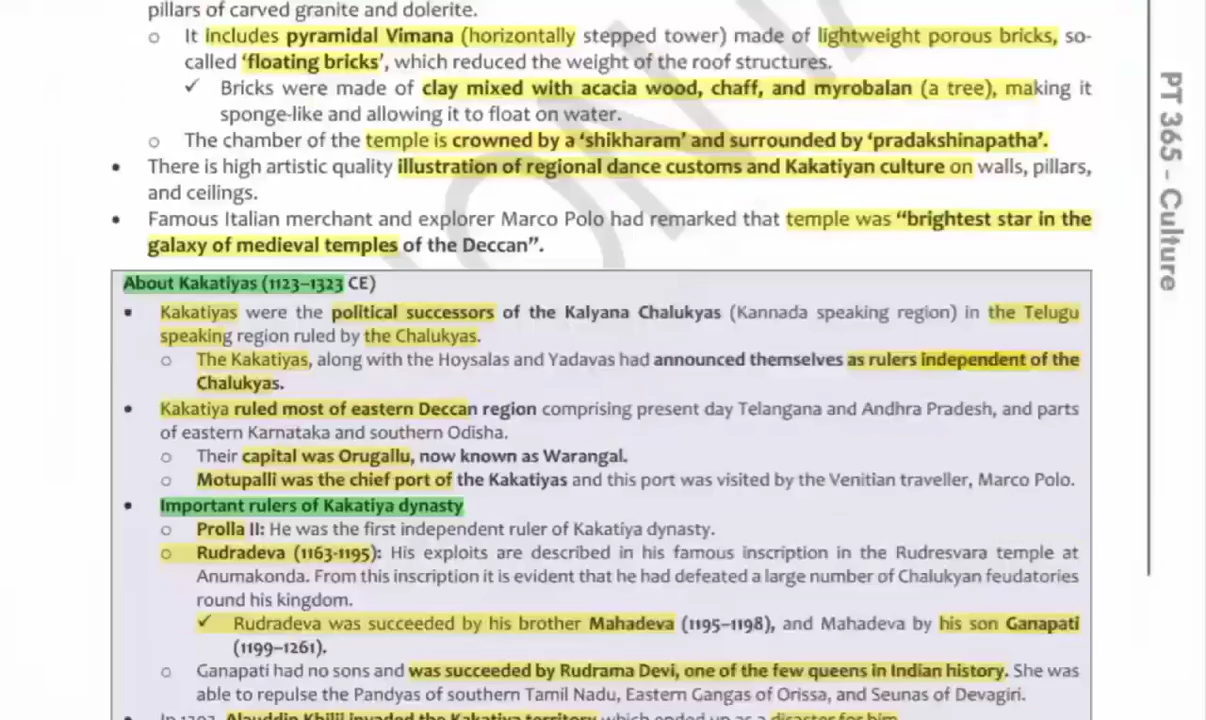 pillars of carved granite and dolerite.
o It includes pyramidal Vimana (horizontally stepped tower) made of lightweight porous bricks, so-
called ‘floating bricks’, which reduced the weight of the roof structures.
✓ Bricks were made of clay mixed with acacia wood, chaff, and myrobalan (a tree), making it
sponge-like and allowing it to float on water.
o The chamber of the temple is crowned by a ‘shikharam’ and surrounded by ‘pradakshinapatha’.
• There is high artistic quality illustration of regional dance customs and Kakatiyan culture on walls, pillars,
and ceilings.
• Famous Italian merchant and explorer Marco Polo had remarked that temple was “brightest star in the
galaxy of medieval temples of the Deccan”.
About Kakatiyas (1123–1323 CE)
• Kakatiyas were the political successors of the Kalyana Chalukyas (Kannada speaking region) in the Telugu
speaking region ruled by the Chalukyas.
o The Kakatiyas, along with the Hoysalas and Yadavas had announced themselves as rulers independent of the
Chalukyas.
• Kakatiya ruled most of eastern Deccan region comprising present day Telangana and Andhra Pradesh, and parts
of eastern Karnataka and southern Odisha.
o Their capital was Orugallu, now known as Warangal.
o Motupalli was the chief port of the Kakatiyas and this port was visited by the Venitian traveller, Marco Polo.
• Important rulers of Kakatiya dynasty
o Prolla II: He was the first independent ruler of Kakatiya dynasty.
o Rudradeva (1163-1195): His exploits are described in his famous inscription in the Rudresvara temple at
Anumakonda. From this inscription it is evident that he had defeated a large number of Chalukyan feudatories
round his kingdom.
✓ Rudradeva was succeeded by his brother Mahadeva (1195–1198), and Mahadeva by his son Ganapati
(1199–1261).
o Ganapati had no sons and was succeeded by Rudrama Devi, one of the few queens in Indian history. She was
able to repulse the Pandyas of southern Tamil Nadu, Eastern Gangas of Orissa, and Seunas of Devagiri.
• In Alauddin Khilji invaded the Kakatiya territory which ended up as a disaster for him
PT 365 - Culture